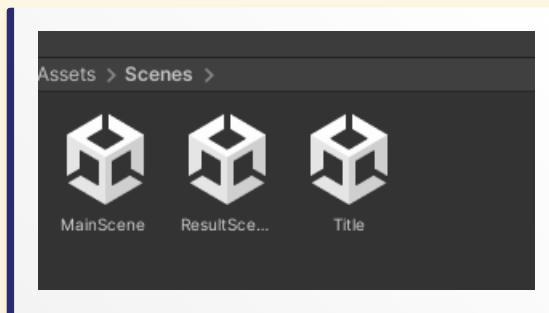 Assets > Scenes >
MainScene
ResultSce...
Title